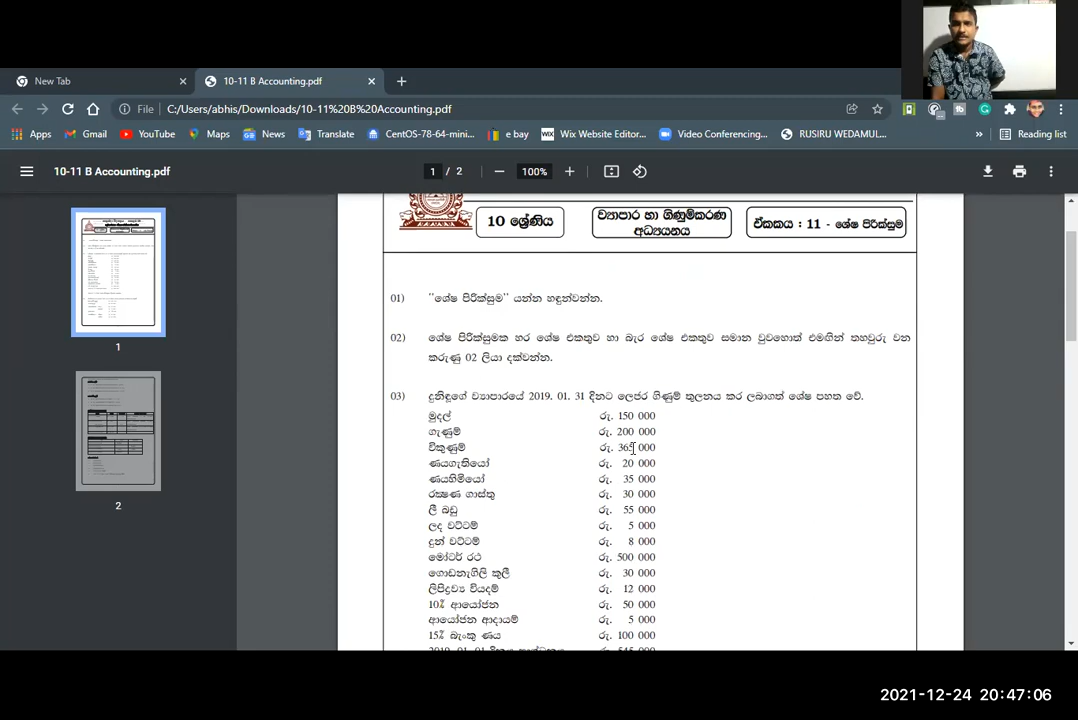 New Tab
10-11 B Accounting.pdf
File C:/Users/abhis/Downloads/10-11%20B%20Accounting.pdf
Apps Gmail YouTube Maps News Translate CentOS-78-64-mini... e bay Wix Website Editor... Video Conferencing... RUSIRU WEDAMUL... » Reading list
10-11 B Accounting.pdf 1 / 2 100%
10 ශ්‍රේණිය
ව්‍යාපාර හා ගිණුම්කරණ
අධ්‍යයනය
ඒකකය : 11 - ශේෂ පිරික්සුම
01) "ශේෂ පිරික්සුම" යන්න හඳුන්වන්න.
02) ශේෂ පිරික්සුමක හර ශේෂ එකතුව හා බැර ශේෂ එකතුව සමාන වුවහොත් එමඟින් තහවුරු වන
කරුණු 02 ලියා දක්වන්න.
03) දුනිඳුගේ ව්‍යාපාරයේ 2019. 01. 31 දිනට ලෙජර ගිණුම් තුලනය කර ලබාගත් ශේෂ පහත වේ.
මුදල් රු. 150 000
ගැණුම් රු. 200 000
විකුණුම් රු. 365 000
ණයගැතියෝ රු. 20 000
ණයහිමියෝ රු. 35 000
රක්ෂණ ගාස්තු රු. 30 000
ලී බඩු රු. 55 000
ලද වට්ටම් රු. 5 000
දුන් වට්ටම් රු. 8 000
මෝටර් රථ රු. 500 000
ගොඩනැගිලි කුලී රු. 30 000
ලිපිද්‍රව්‍ය වියදම් රු. 12 000
10% ආයෝජන රු. 50 000
ආයෝජන ආදායම් රු. 5 000
15% බැංකු ණය රු. 100 000
1
2
2021-12-24 20:47:06